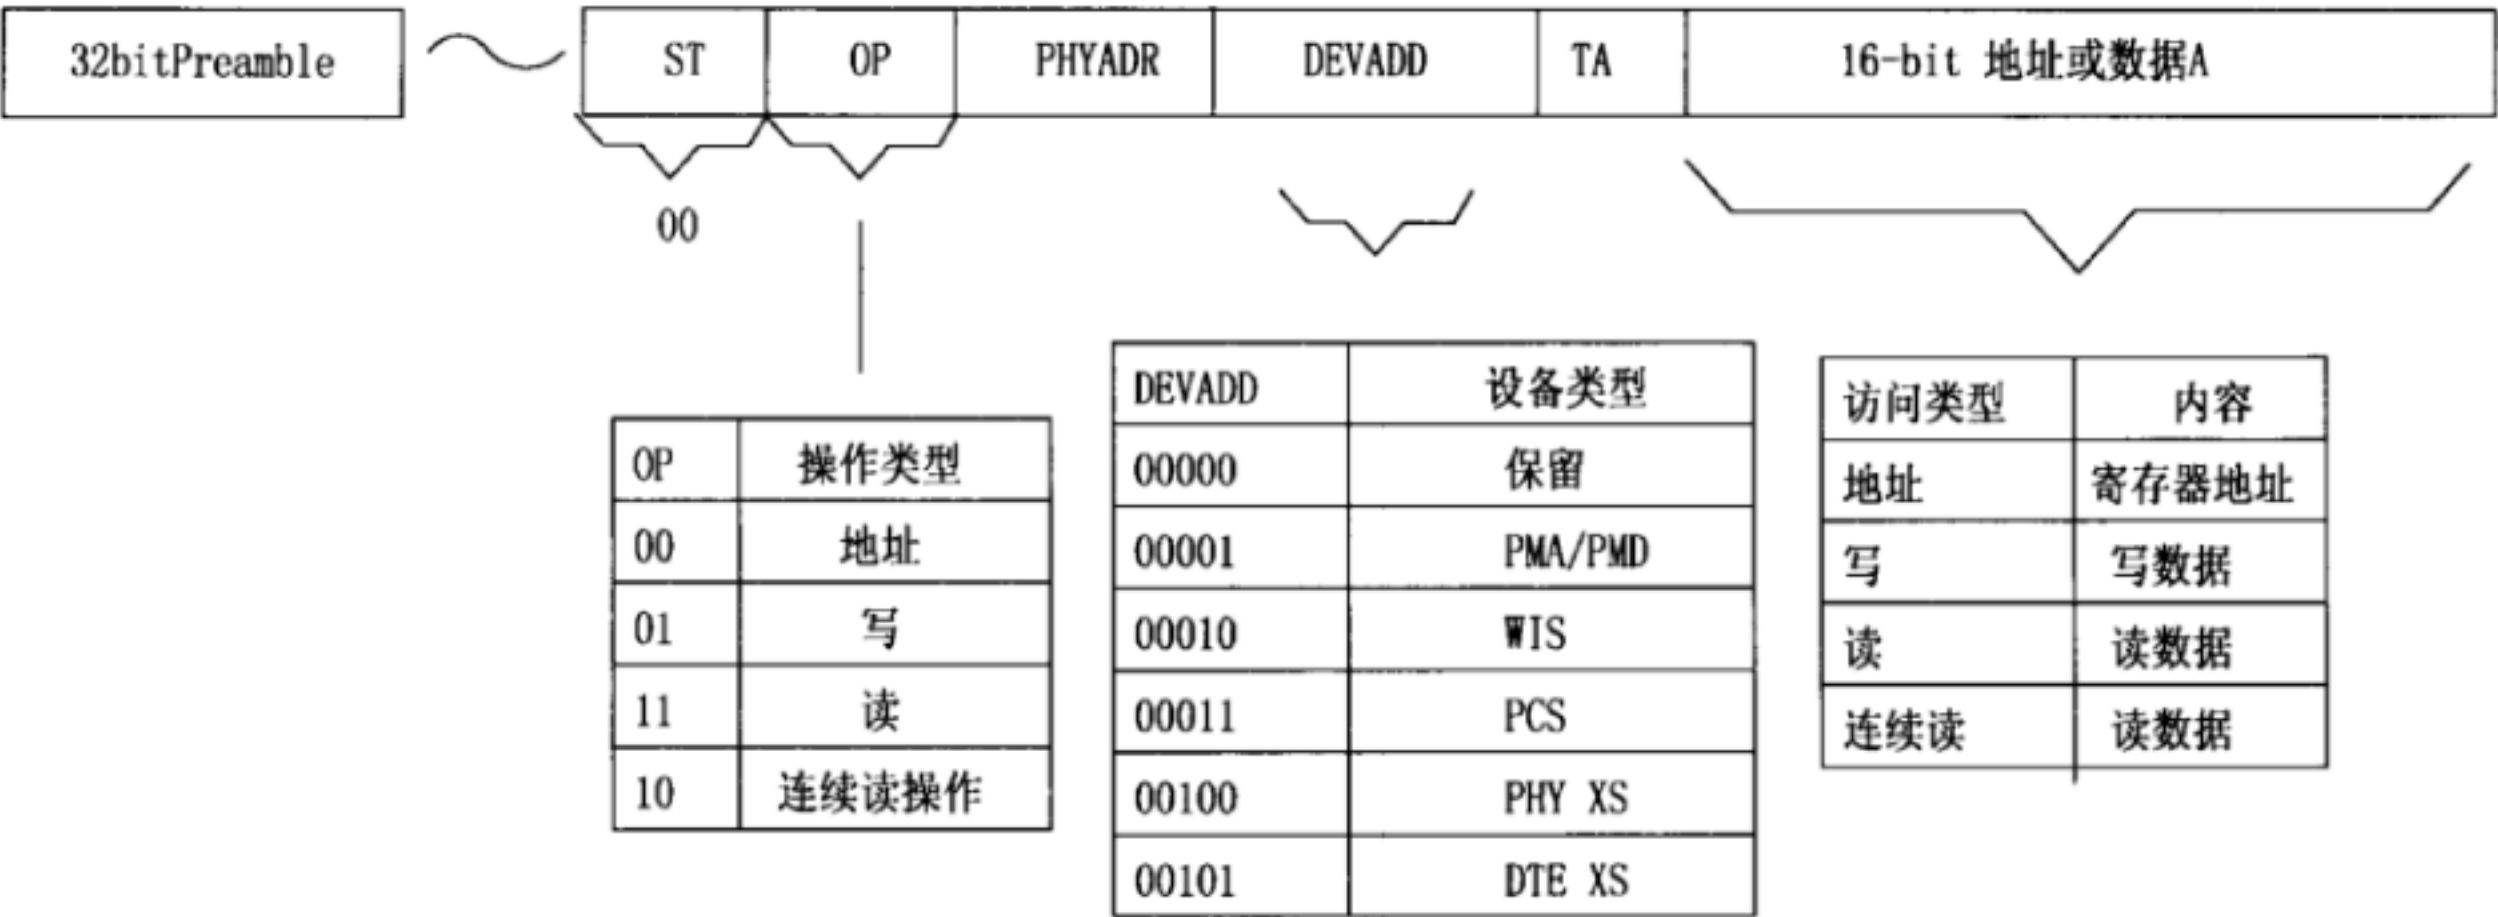 32bitPreamble ST OP PHYADR DEVADD TA 16-bit 地址或数据A
00
OP 操作类型
00 地址
01 写
11 读
10 连续读操作
DEVADD 设备类型
00000 保留
00001 PMA/PMD
00010 WIS
00011 PCS
00100 PHY XS
00101 DTE XS
访问类型 内容
地址 寄存器地址
写 写数据
读 读数据
连续读 读数据